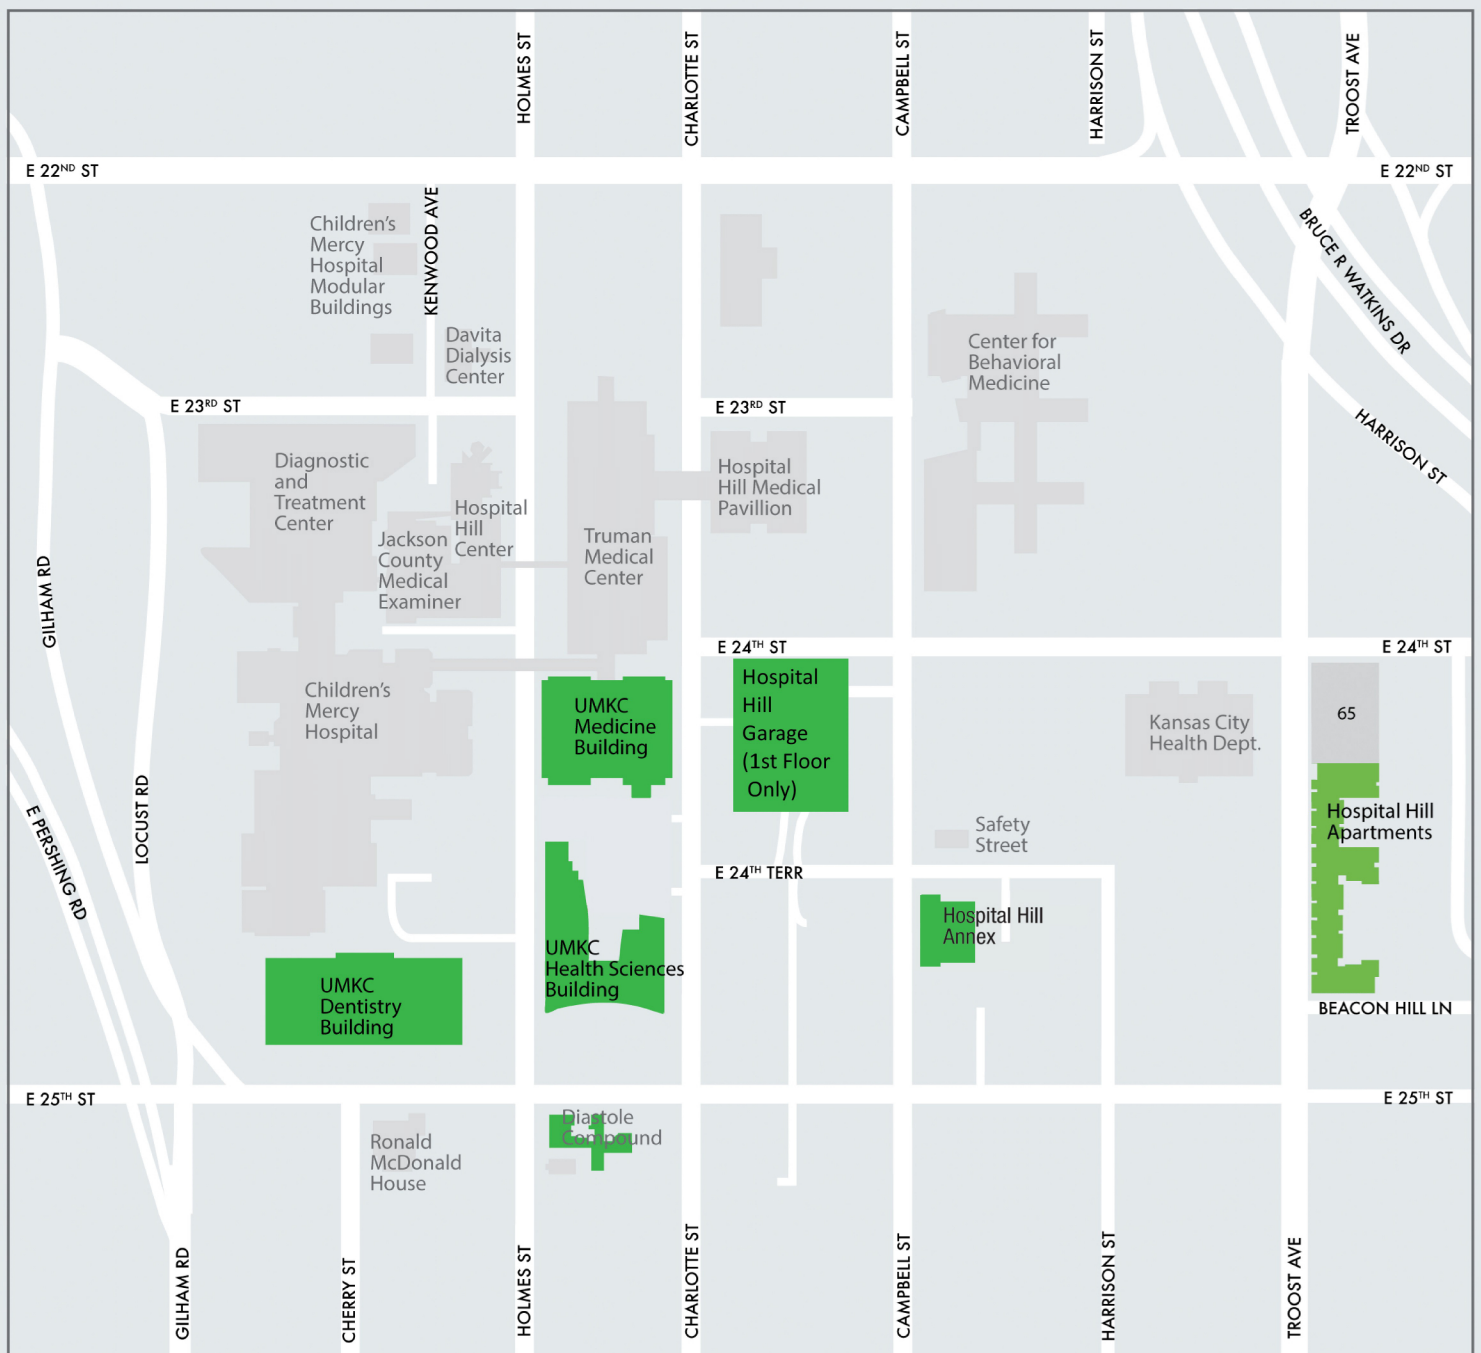 HOLMES ST
CHARLOTTE ST
CAMPBELL ST
HARRISON ST
TROOST AVE
E 22ND ST
E 22ND ST
KENWOOD AVE
Children's
Mercy
Hospital
Modular
Buildings
BRUCE R WATKINS DR
Davita
Dialysis
Center
Center for
Behavioral
Medicine
E 23RD ST
E 23RD ST
HARRISON ST
Diagnostic
and
Treatment
Center
Hospital
Hill
Center
Hospital
Hill Medical
Pavillion
Jackson
County
Medical
Examiner
Truman
Medical
Center
GILHAM RD
E 24TH ST
E 24TH ST
Children's
Mercy
Hospital
UMKC
Medicine
Building
Hospital
Hill
Garage
(1st Floor
Only)
Kansas City
Health Dept.
65
LOCUST RD
E PERSHING RD
Safety
Street
Hospital Hill
Apartments
E 24TH TERR
Hospital Hill
Annex
UMKC
Health Sciences
Building
UMKC
Dentistry
Building
BEACON HILL LN
E 25TH ST
E 25TH ST
Diastole
Compound
Ronald
McDonald
House
GILHAM RD
CHERRY ST
HOLMES ST
CHARLOTTE ST
CAMPBELL ST
HARRISON ST
TROOST AVE